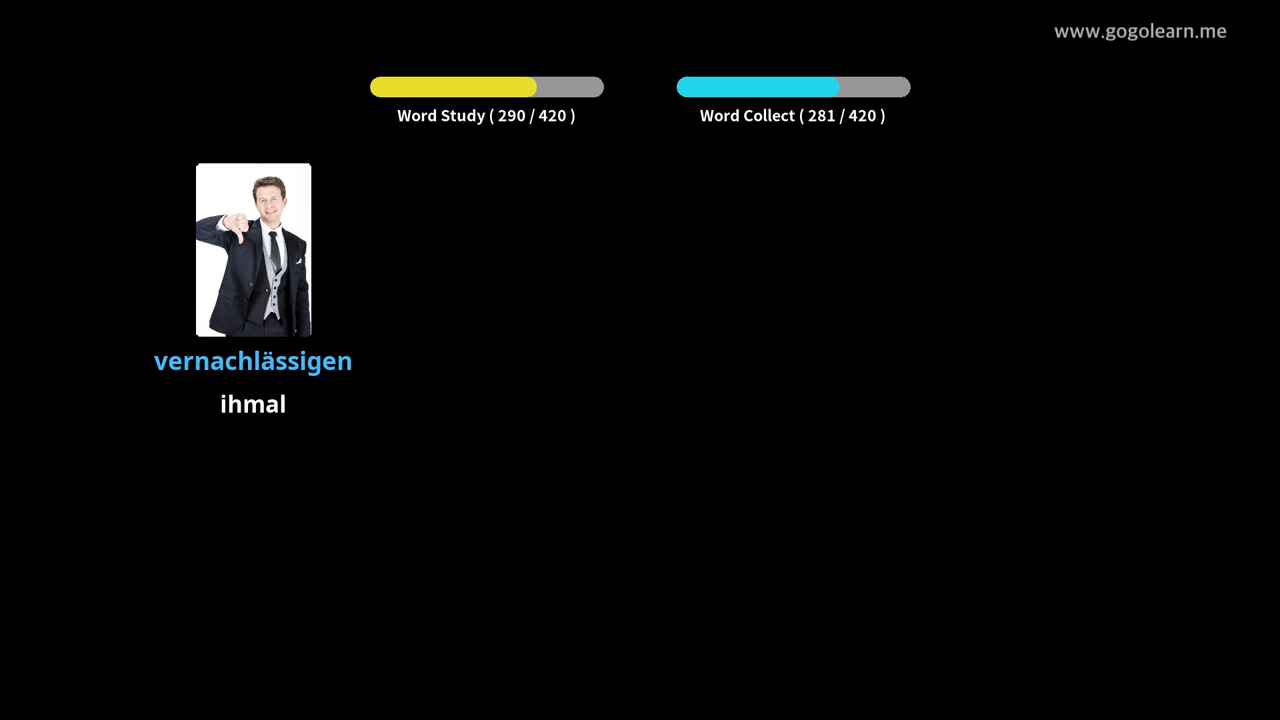 www.gogolearn.me
Word Study ( 290 / 420 )
Word Collect ( 281 / 420 )
vernachlässigen
ihmal